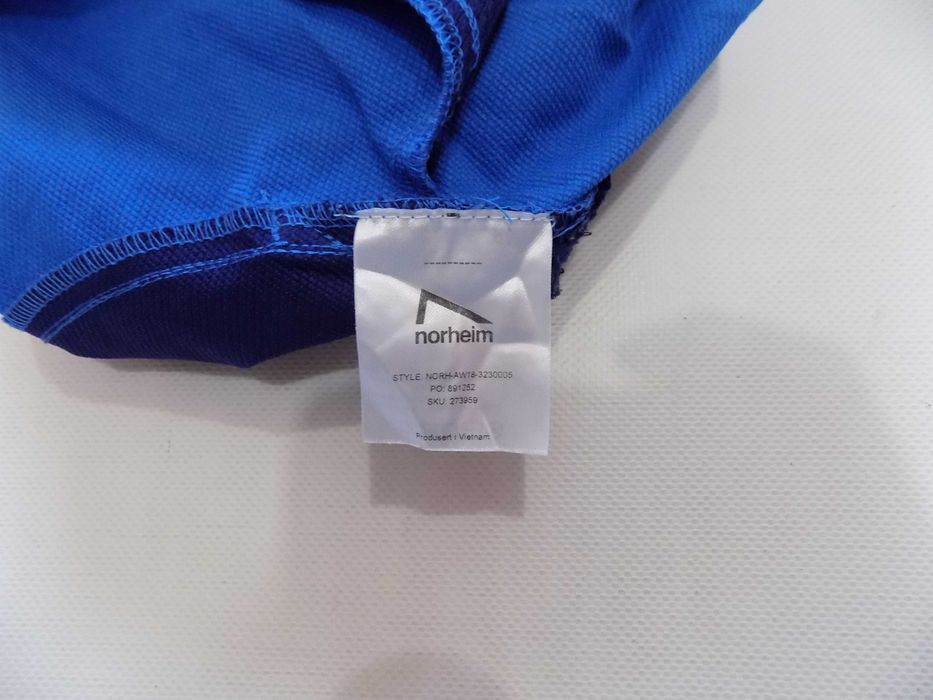 ----------
norheim
STYLE: NORH-AW18-3230005
PO: 891252
SKU: 273959
Produsert i Vietnam